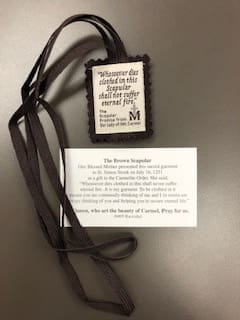 "Whosoever dies
clothed in this
Scapular
shall not suffer
eternal fire."
The
Scapular
Promise from
Our Lady of Mt. Carmel
M
The Brown Scapular
Our Blessed Mother presented this sacred garment
to St. Simon Stock on July 16, 1251
as a gift to the Carmelite Order. She said,
"Whosoever dies clothed in this shall never suffer
eternal fire. It is my garment. To be clothed in it
means you are continually thinking of me and I in turn am
ways thinking of you and helping you to secure eternal life."
Queen, who art the beauty of Carmel, Pray for us.